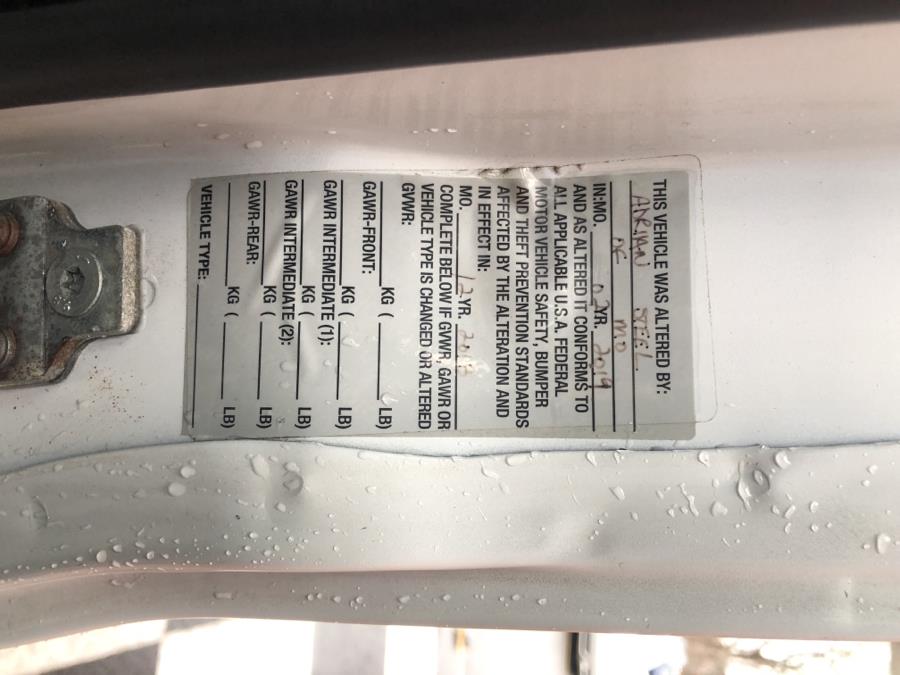 THIS VEHICLE WAS ALTERED BY:
ADRIAN STEEL
OF MO
IN:MO. 02 YR. 2019
AND AS ALTERED IT CONFORMS TO
ALL APPLICABLE U.S.A. FEDERAL
MOTOR VEHICLE SAFETY, BUMPER
AND THEFT PREVENTION STANDARDS
AFFECTED BY THE ALTERATION AND
IN EFFECT IN:
MO. 12 YR. 2018
COMPLETE BELOW IF GVWR, GAWR OR
VEHICLE TYPE IS CHANGED OR ALTERED
GVWR:
KG ( LB)
GAWR-FRONT:
KG ( LB)
GAWR INTERMEDIATE (1):
KG ( LB)
GAWR INTERMEDIATE (2):
KG ( LB)
GAWR-REAR:
KG ( LB)
VEHICLE TYPE: